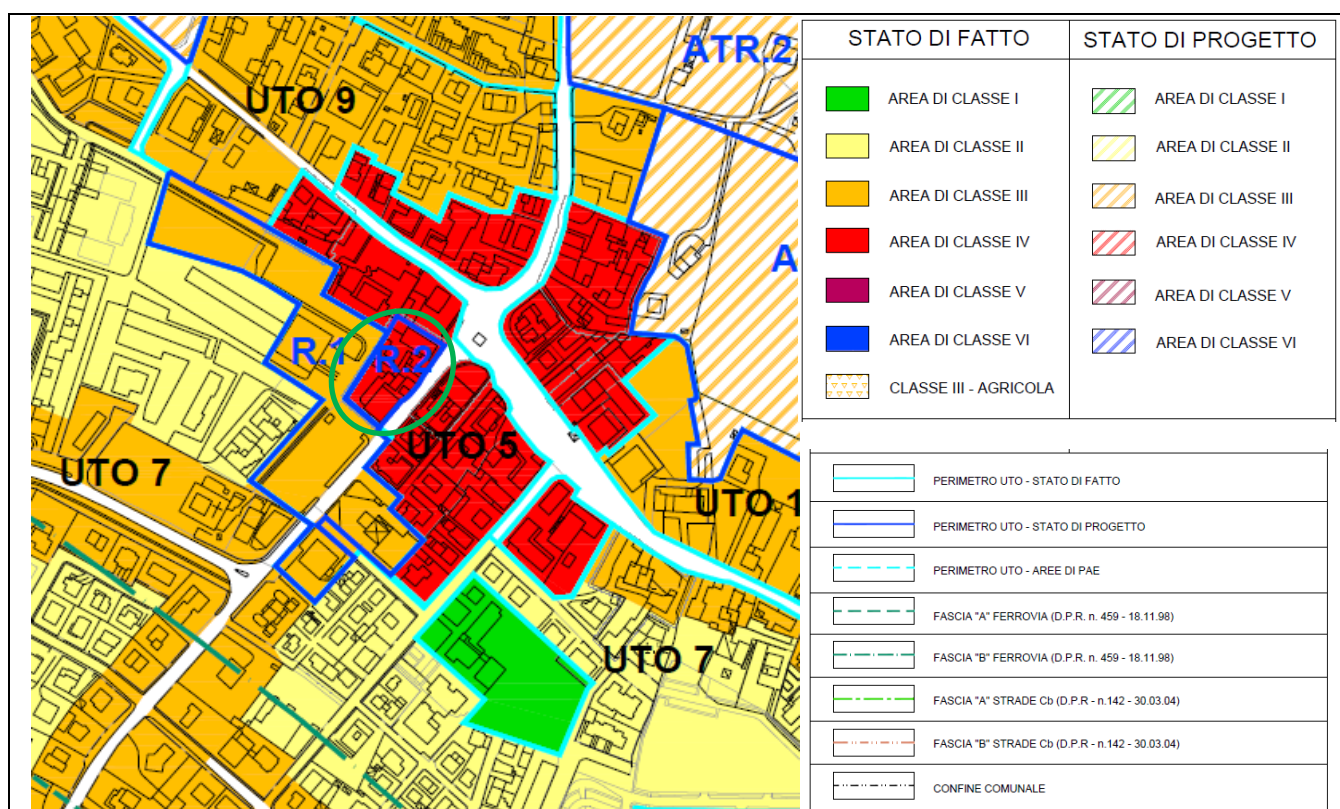 ATR.2
UTO 9
A
R.1
R.2
UTO 5
UTO 7
UTO 1
UTO 7
STATO DI FATTO
STATO DI PROGETTO
AREA DI CLASSE I
AREA DI CLASSE I
AREA DI CLASSE II
AREA DI CLASSE II
AREA DI CLASSE III
AREA DI CLASSE III
AREA DI CLASSE IV
AREA DI CLASSE IV
AREA DI CLASSE V
AREA DI CLASSE V
AREA DI CLASSE VI
AREA DI CLASSE VI
CLASSE III - AGRICOLA
PERIMETRO UTO - STATO DI FATTO
PERIMETRO UTO - STATO DI PROGETTO
PERIMETRO UTO - AREE DI PAE
FASCIA "A" FERROVIA (D.P.R. n. 459 - 18.11.98)
FASCIA "B" FERROVIA (D.P.R. n. 459 - 18.11.98)
FASCIA "A" STRADE Cb (D.P.R - n.142 - 30.03.04)
FASCIA "B" STRADE Cb (D.P.R - n.142 - 30.03.04)
CONFINE COMUNALE